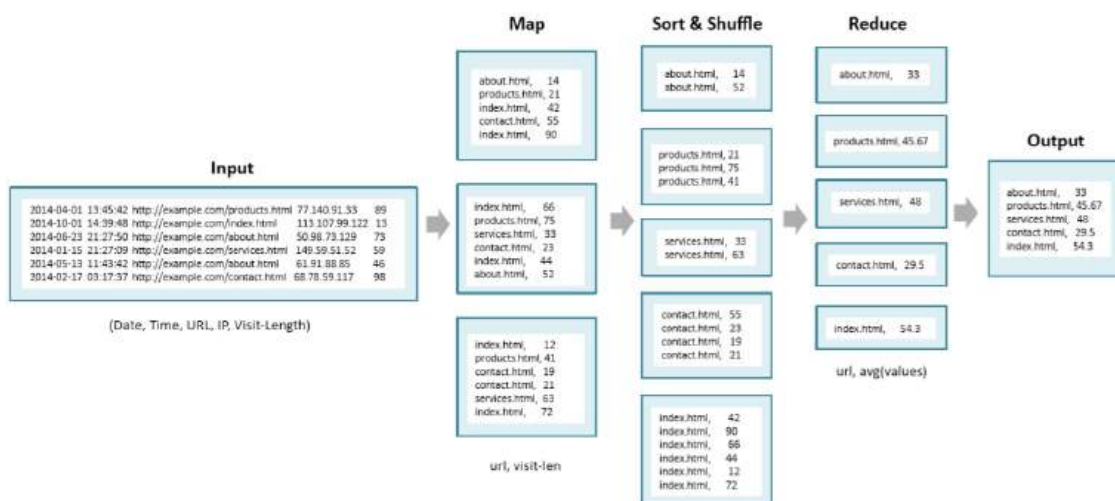 Input
2014-04-01 13:45:42 http://example.com/products.html 77.140.91.33 89
2014-10-01 14:39:48 http://example.com/index.html 113.107.99.122 13
2014-06-23 21:27:50 http://example.com/about.html 50.98.73.129 73
2014-01-15 21:27:09 http://example.com/services.html 149.59.51.52 59
2014-05-13 11:43:42 http://example.com/about.html 61.91.88.85 46
2014-02-17 03:17:37 http://example.com/contact.html 68.78.59.117 98
(Date, Time, URL, IP, Visit-Length)
Map
about.html, 14
products.html, 21
index.html, 42
contact.html, 55
index.html, 90
index.html, 66
products.html, 75
services.html, 33
contact.html, 23
index.html, 44
about.html, 52
index.html, 12
products.html, 41
contact.html, 19
contact.html, 21
services.html, 63
index.html, 72
url, visit-len
Sort & Shuffle
about.html, 14
about.html, 52
products.html, 21
products.html, 75
products.html, 41
services.html, 33
services.html, 63
contact.html, 55
contact.html, 23
contact.html, 19
contact.html, 21
index.html, 42
index.html, 90
index.html, 66
index.html, 44
index.html, 12
index.html, 72
Reduce
about.html, 33
products.html, 45.67
services.html, 48
contact.html, 29.5
index.html, 54.3
url, avg(values)
Output
about.html, 33
products.html, 45.67
services.html, 48
contact.html, 29.5
index.html, 54.3